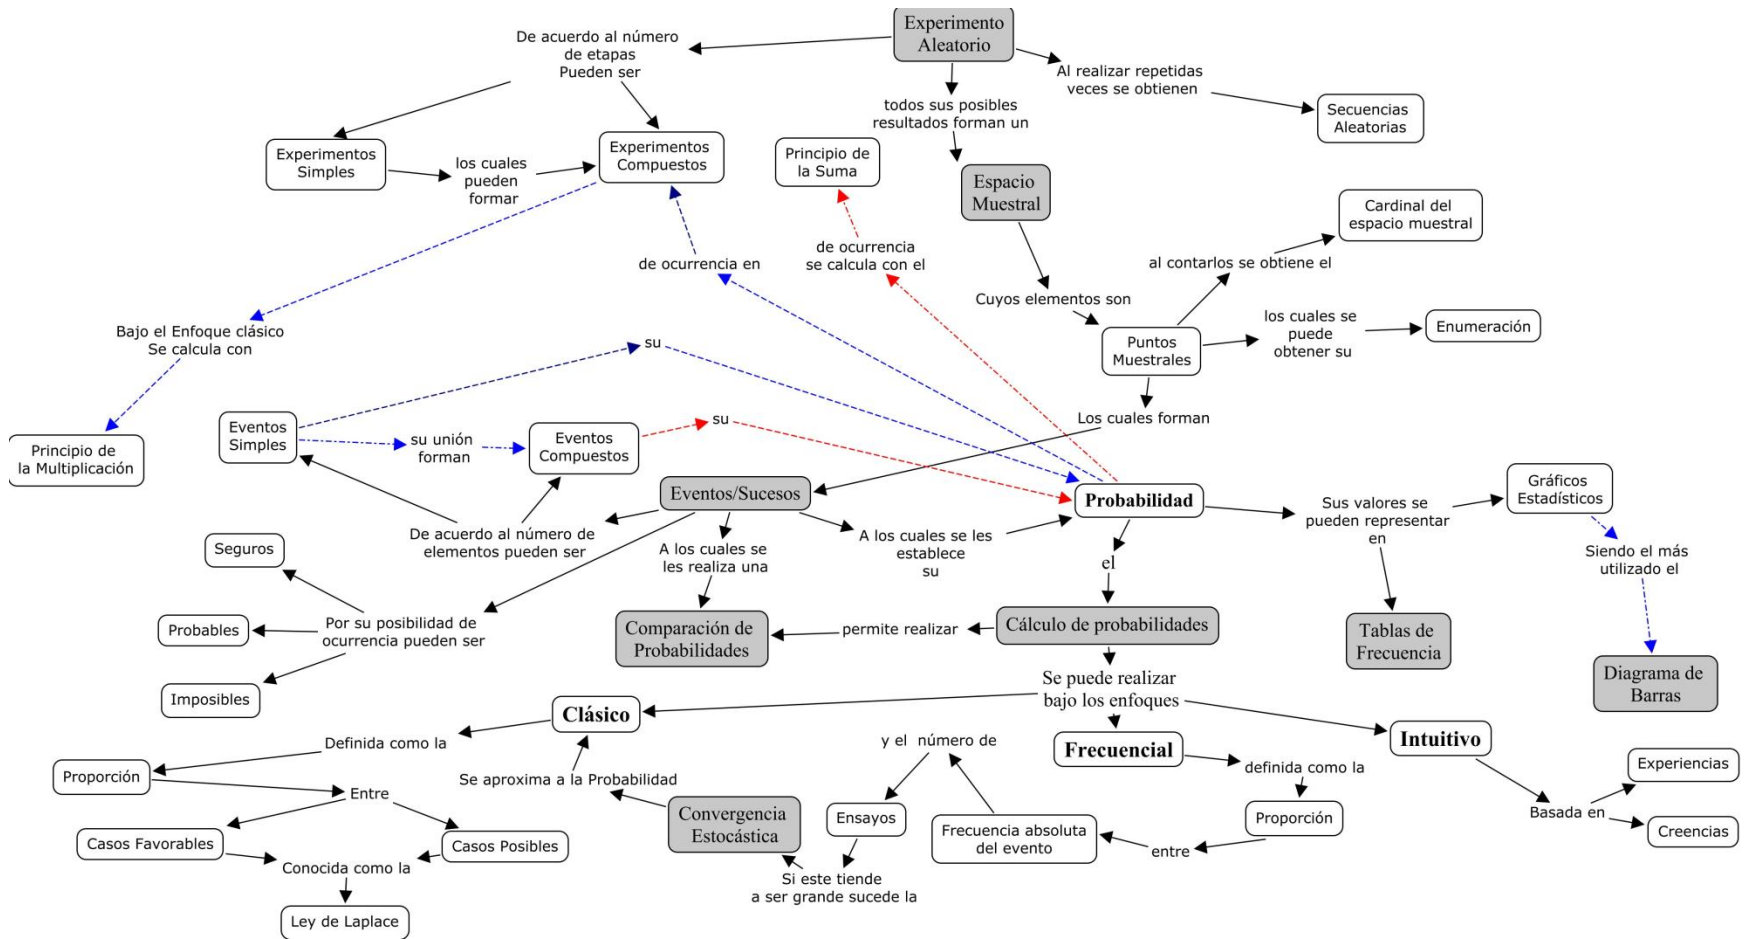 Experimento
Aleatorio
De acuerdo al número
de etapas
Pueden ser
Al realizar repetidas
veces se obtienen
todos sus posibles
resultados forman un
Secuencias
Aleatorias
Experimentos
Simples
los cuales
pueden
formar
Experimentos
Compuestos
Principio de
la Suma
Espacio
Muestral
Cardinal del
espacio muestral
de ocurrencia en
de ocurrencia
se calcula con el
al contarlos se obtiene el
Cuyos elementos son
Bajo el Enfoque clásico
Se calcula con
su
Puntos
Muestrales
los cuales se
puede
obtener su
Enumeración
Los cuales forman
Principio de
la Multiplicación
Eventos
Simples
su unión
forman
Eventos
Compuestos
su
Eventos/Sucesos
Probabilidad
Sus valores se
pueden representar
en
Gráficos
Estadísticos
De acuerdo al número de
elementos pueden ser
A los cuales se
les realiza una
A los cuales se les
establece
su
el
Siendo el más
utilizado el
Seguros
Probables
Imposibles
Por su posibilidad de
ocurrencia pueden ser
Comparación de
Probabilidades
permite realizar
Cálculo de probabilidades
Tablas de
Frecuencia
Diagrama de
Barras
Se puede realizar
bajo los enfoques
Clásico
Frecuencial
Intuitivo
Definida como la
Proporción
Entre
Casos Favorables
Casos Posibles
Conocida como la
Ley de Laplace
Se aproxima a la Probabilidad
Convergencia
Estocástica
y el número de
Ensayos
Si este tiende
a ser grande sucede la
Frecuencia absoluta
del evento
entre
definida como la
Proporción
Basada en
Experiencias
Creencias